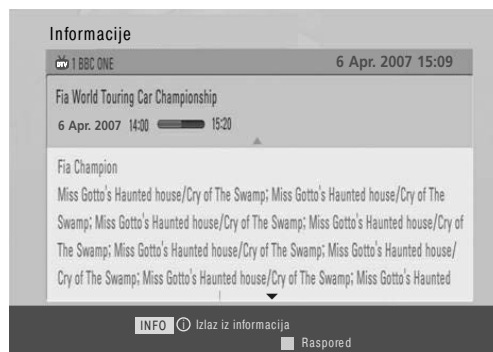 Informacije
DTV 1 BBC ONE 6 Apr. 2007 15:09
Fia World Touring Car Championship
6 Apr. 2007 14:00 15:20
Fia Champion
Miss Gotto's Haunted house/Cry of The Swamp; Miss Gotto's Haunted house/Cry of The
Swamp; Miss Gotto's Haunted house/Cry of The Swamp; Miss Gotto's Haunted house/Cry of
The Swamp; Miss Gotto's Haunted house/Cry of The Swamp; Miss Gotto's Haunted house/
Cry of The Swamp; Miss Gotto's Haunted house/Cry of The Swamp; Miss Gotto's Haunted
INFO i Izlaz iz informacija
Raspored